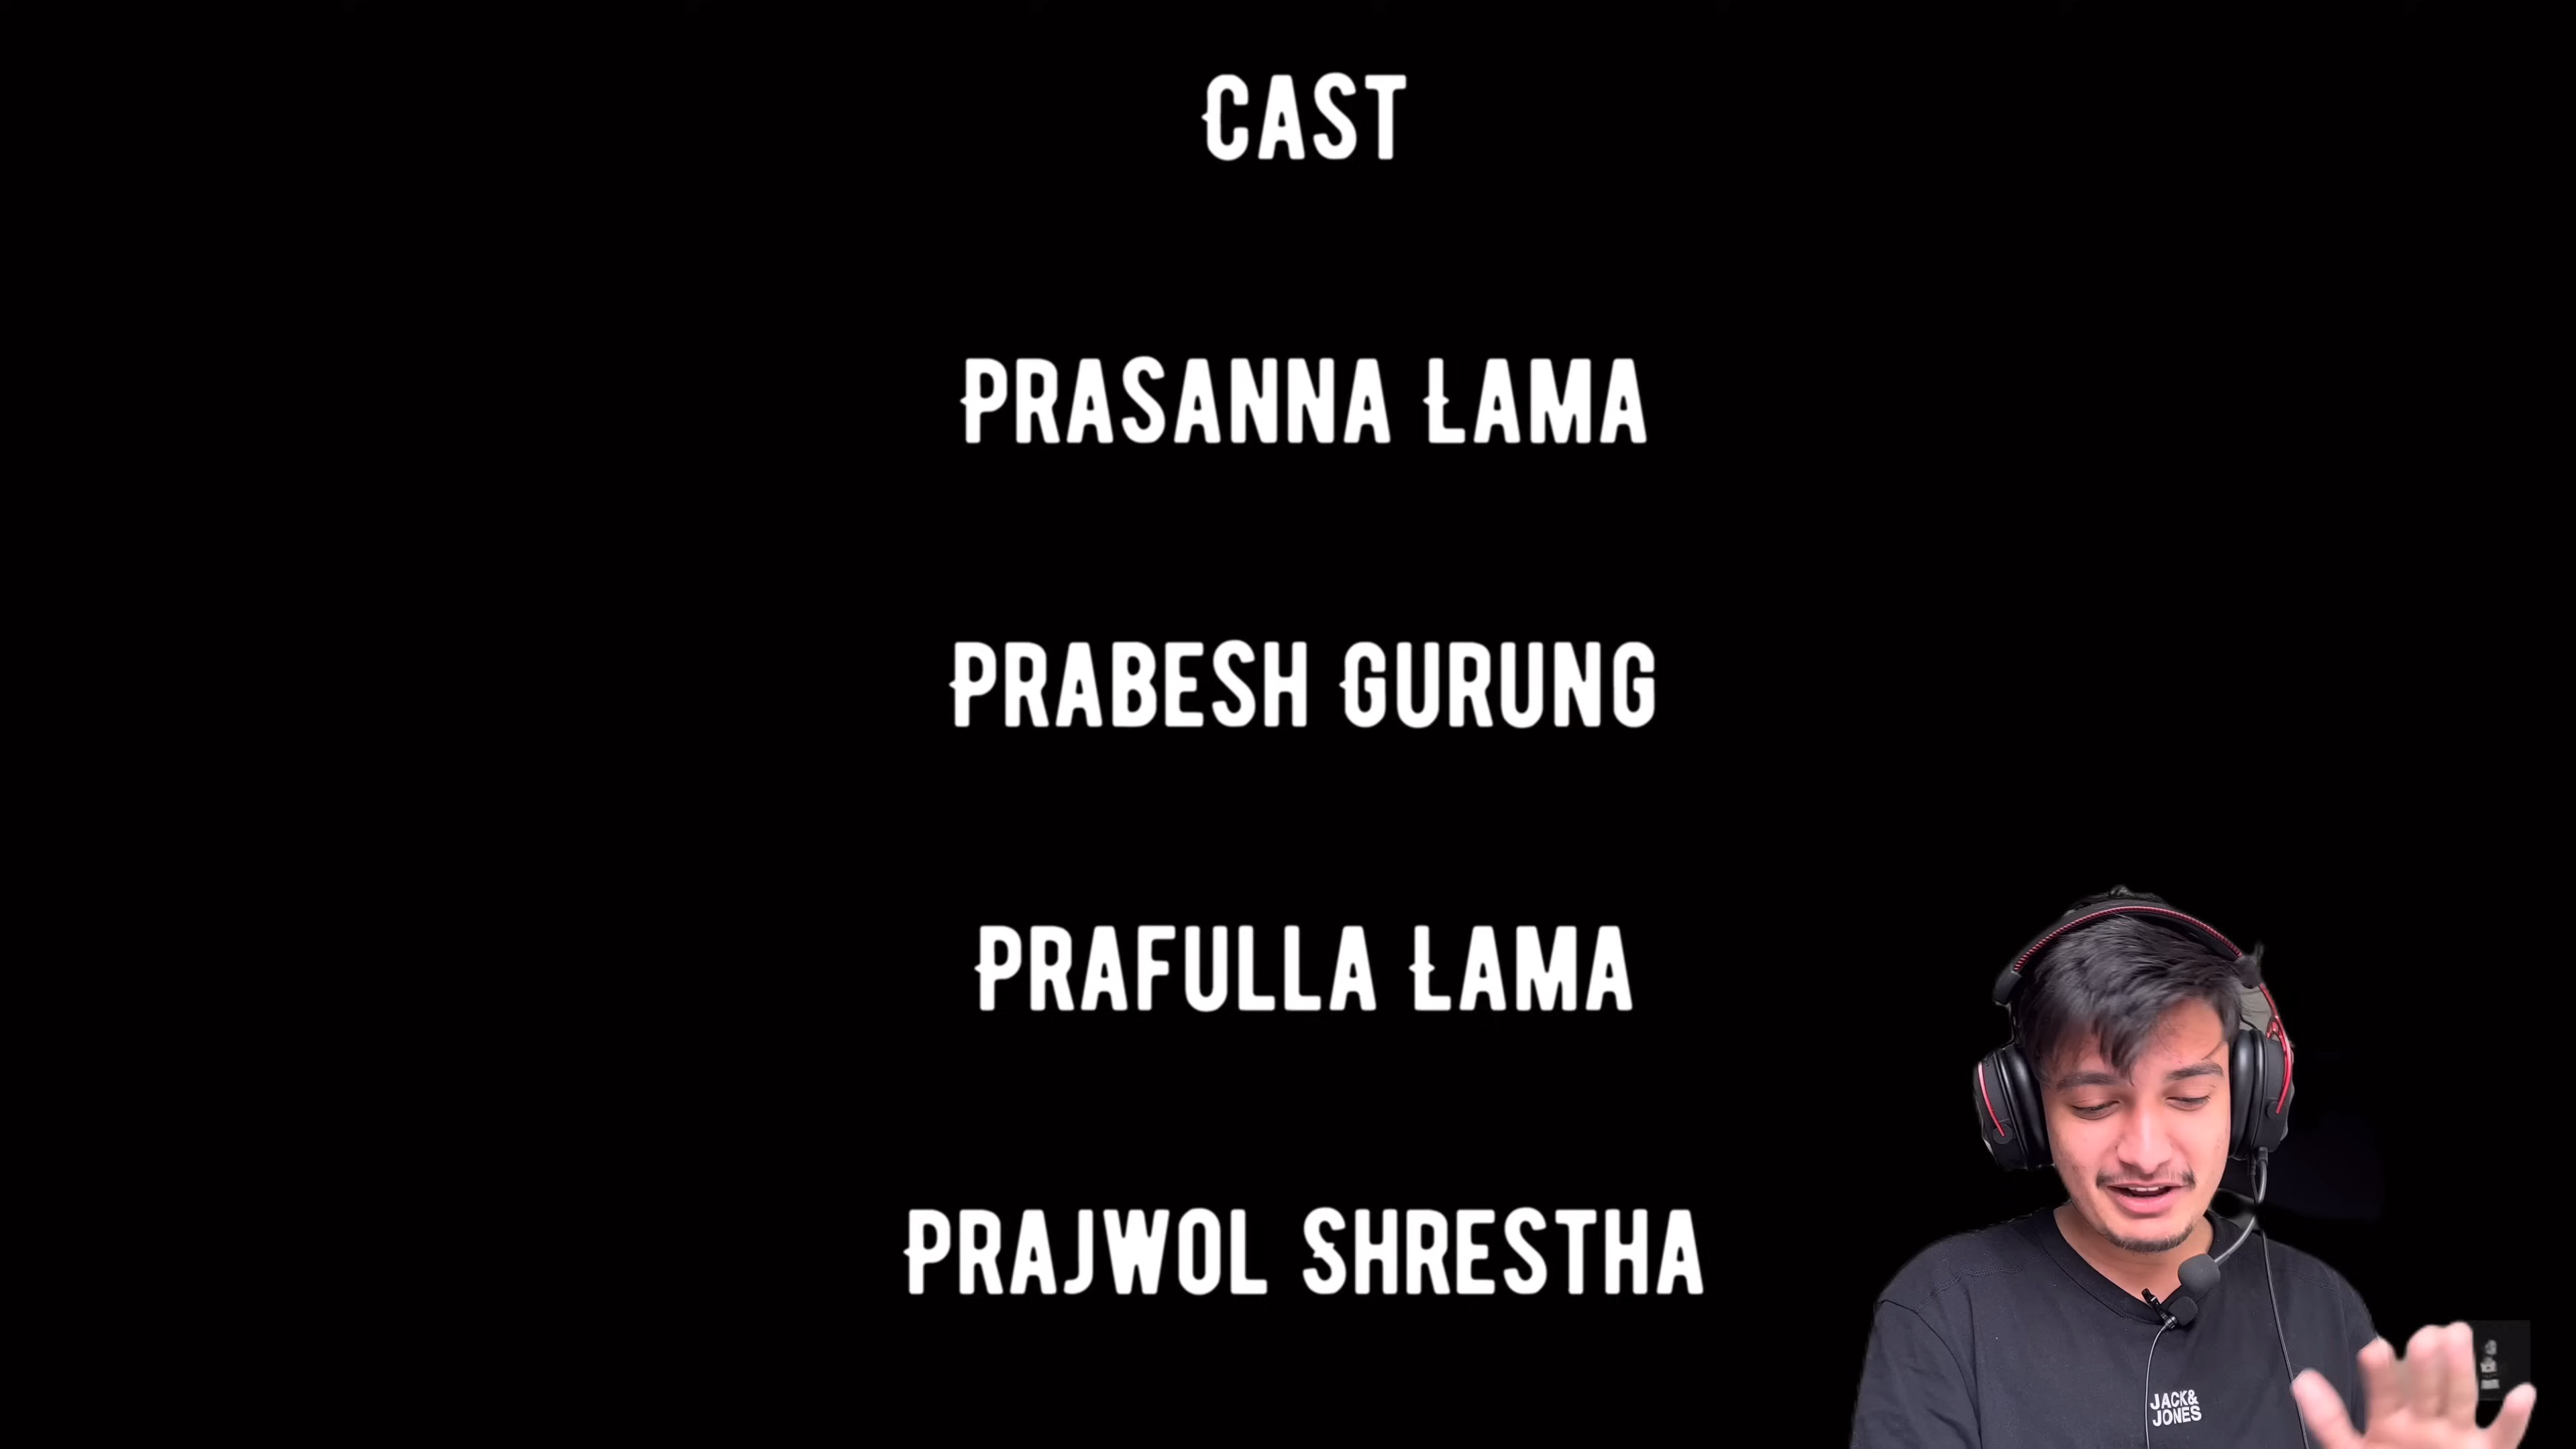 CAST
PRASANNA LAMA
PRABESH GURUNG
PRAFULLA LAMA
PRAJWOL SHRESTHA
JACK&
JONES